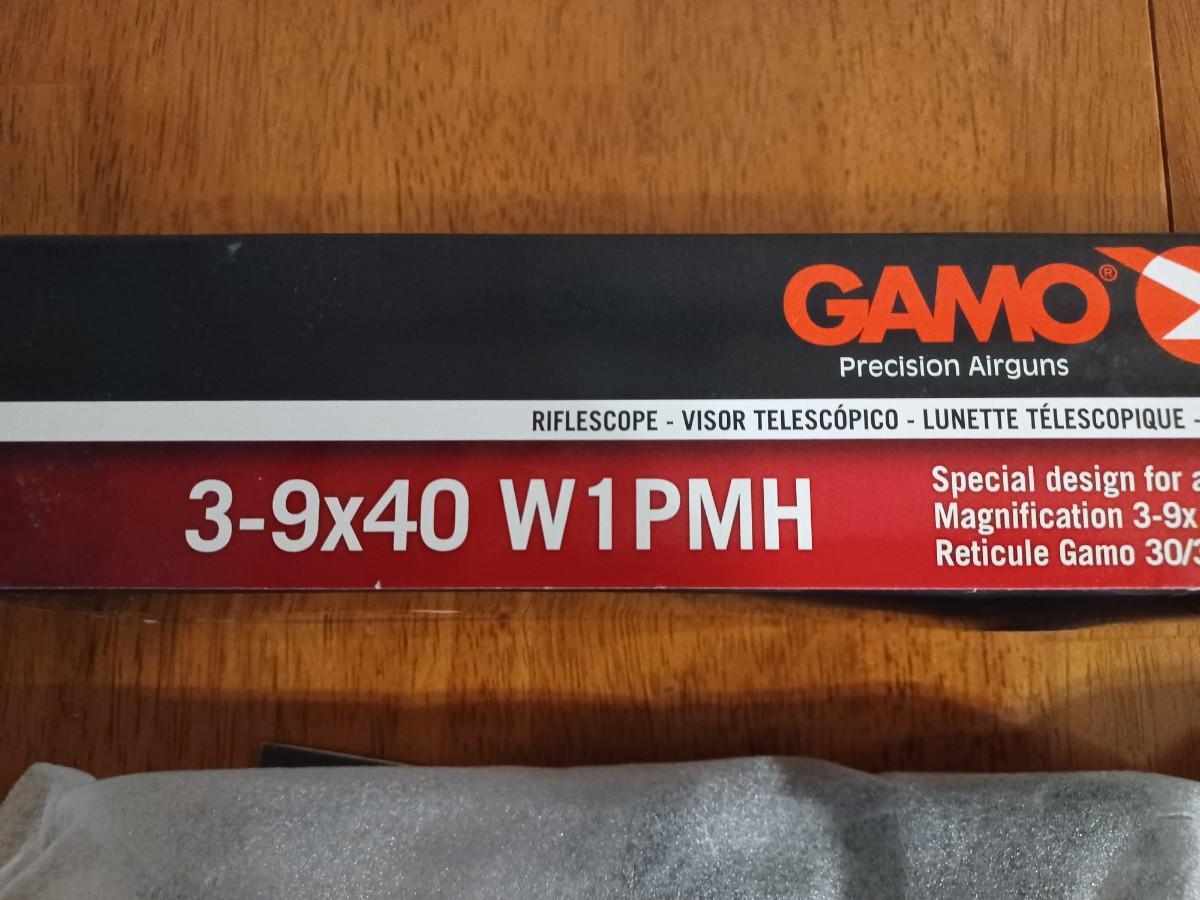 GAMO®
Precision Airguns
RIFLESCOPE - VISOR TELESCÓPICO - LUNETTE TÉLESCOPIQUE -
3-9x40 W1PMH
Special design for
Magnification 3-9x
Reticule Gamo 30/